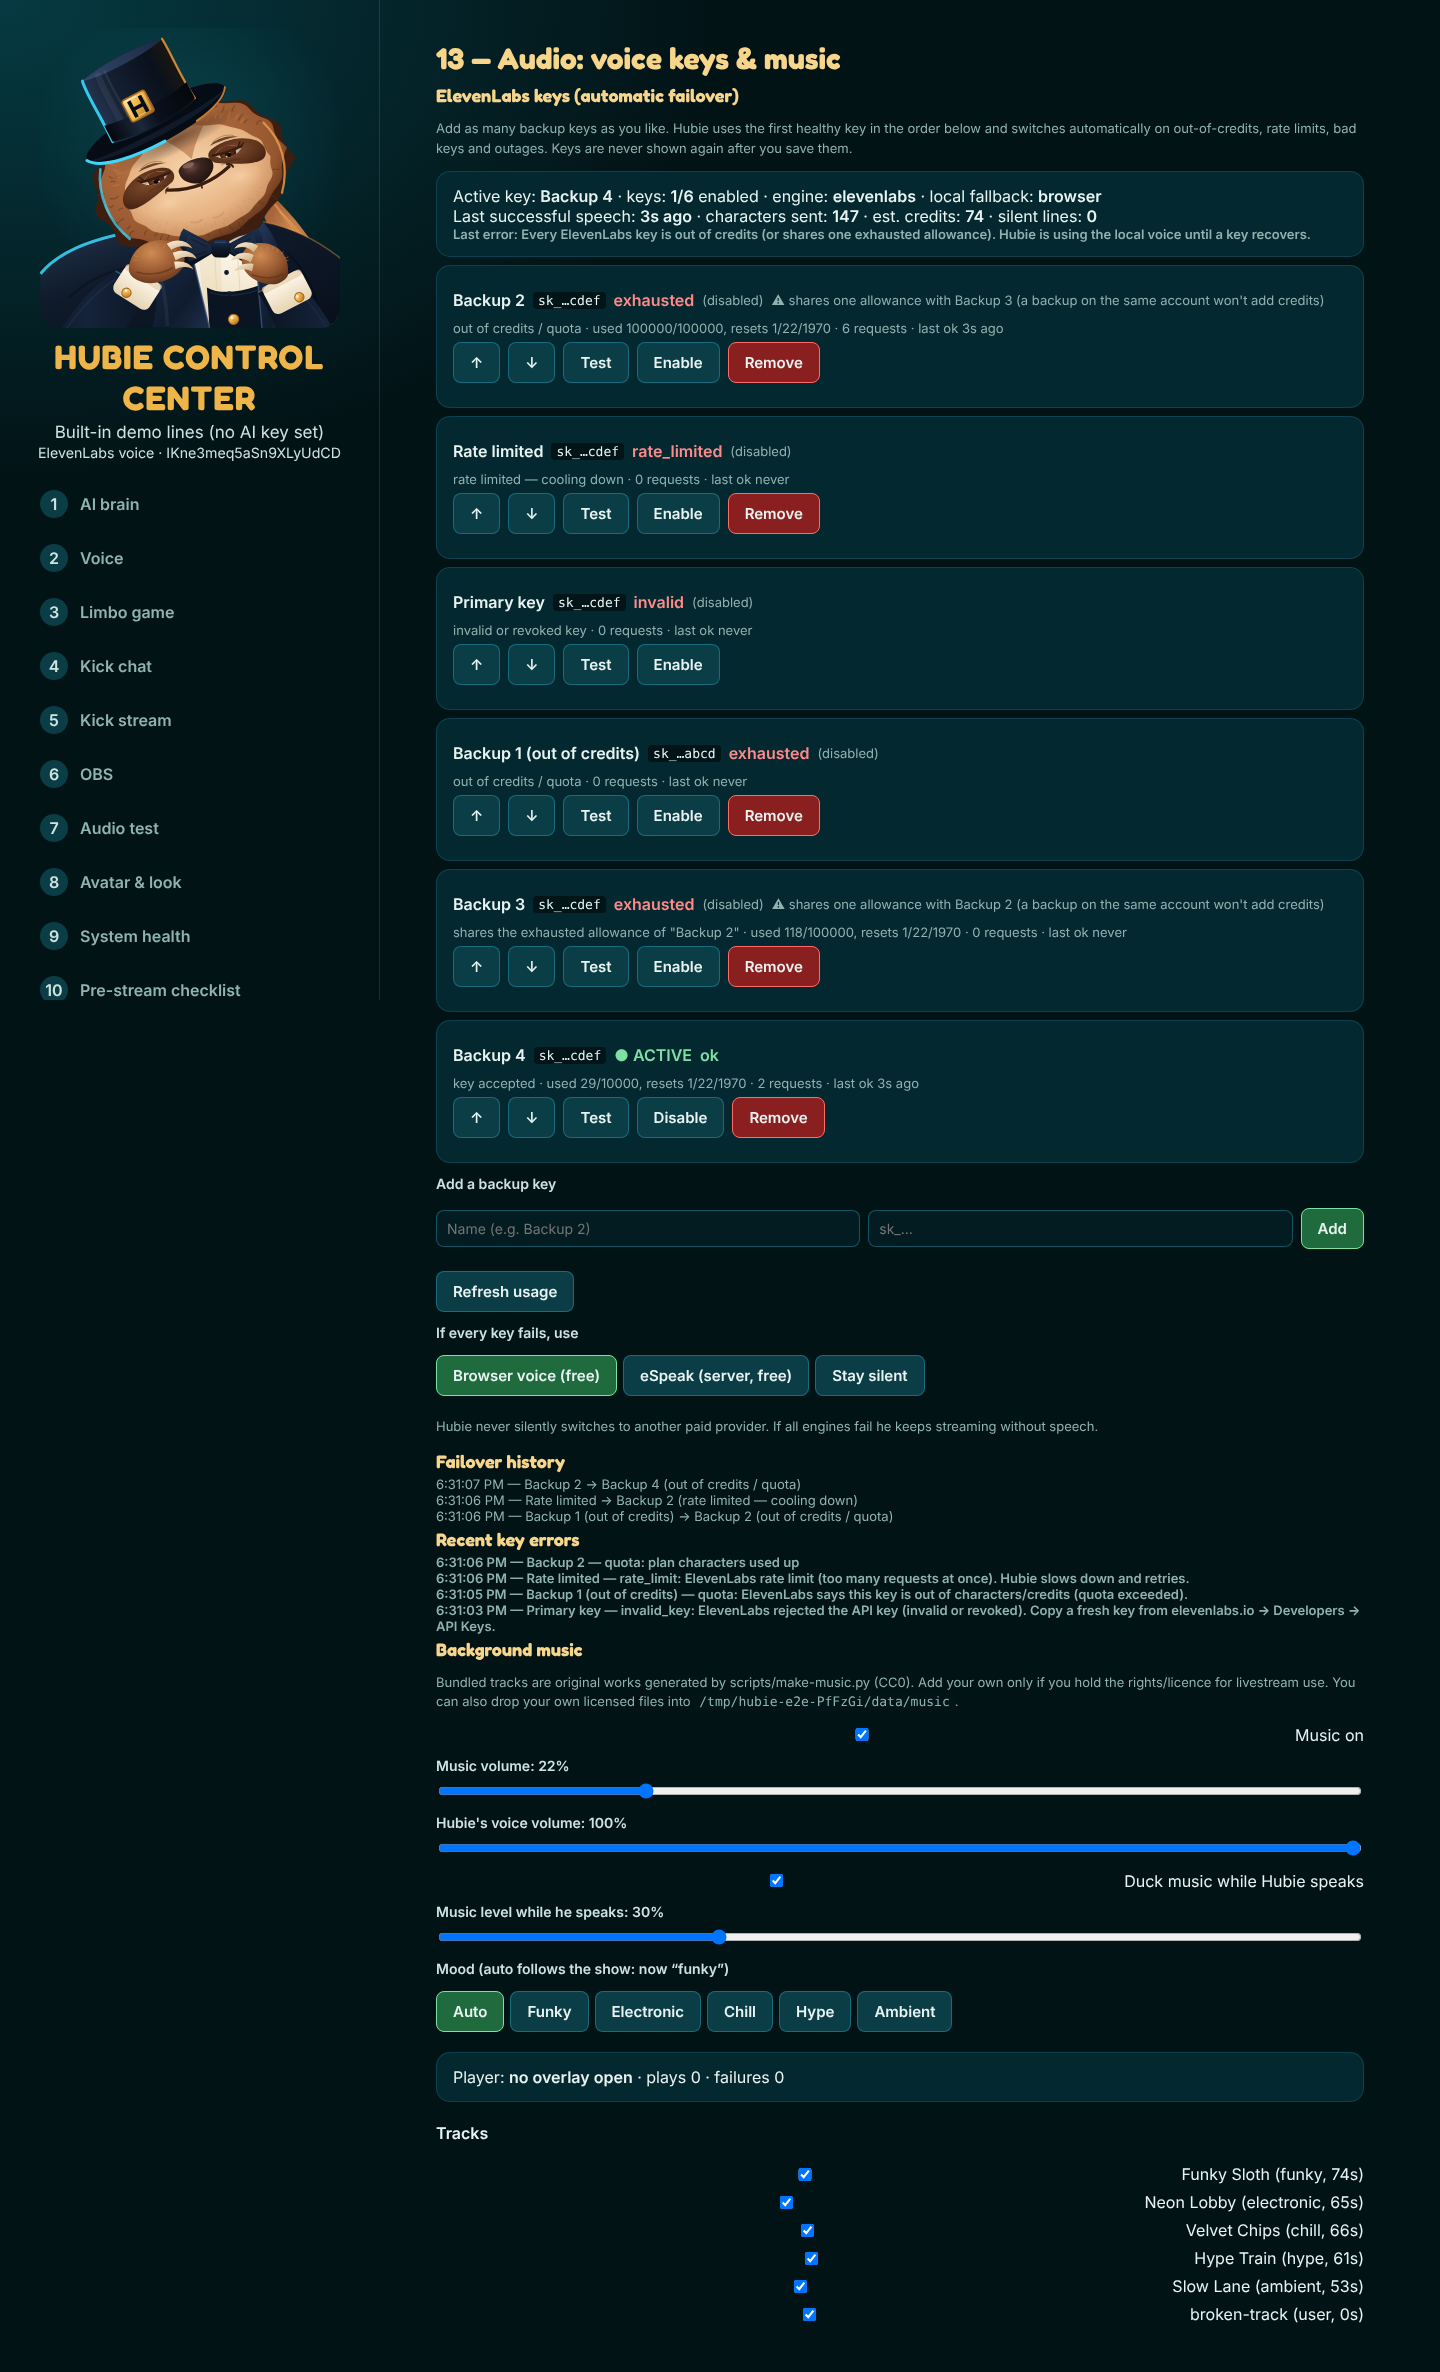 H
HUBIE CONTROL
CENTER
Built-in demo lines (no AI key set)
ElevenLabs voice · IKne3meq5aSn9XLyUdCD
1 AI brain
2 Voice
3 Limbo game
4 Kick chat
5 Kick stream
6 OBS
7 Audio test
8 Avatar & look
9 System health
10 Pre-stream checklist
13 — Audio: voice keys & music
ElevenLabs keys (automatic failover)
Add as many backup keys as you like. Hubie uses the first healthy key in the order below and switches automatically on out-of-credits, rate limits, bad
keys and outages. Keys are never shown again after you save them.
Active key: Backup 4 · keys: 1/6 enabled · engine: elevenlabs · local fallback: browser
Last successful speech: 3s ago · characters sent: 147 · est. credits: 74 · silent lines: 0
Last error: Every ElevenLabs key is out of credits (or shares one exhausted allowance). Hubie is using the local voice until a key recovers.
Backup 2 sk_…cdef exhausted (disabled) ⚠ shares one allowance with Backup 3 (a backup on the same account won't add credits)
out of credits / quota · used 100000/100000, resets 1/22/1970 · 6 requests · last ok 3s ago
↑ ↓ Test Enable Remove
Rate limited sk_…cdef rate_limited (disabled)
rate limited — cooling down · 0 requests · last ok never
↑ ↓ Test Enable Remove
Primary key sk_…cdef invalid (disabled)
invalid or revoked key · 0 requests · last ok never
↑ ↓ Test Enable
Backup 1 (out of credits) sk_…abcd exhausted (disabled)
out of credits / quota · 0 requests · last ok never
↑ ↓ Test Enable Remove
Backup 3 sk_…cdef exhausted (disabled) ⚠ shares one allowance with Backup 2 (a backup on the same account won't add credits)
shares the exhausted allowance of "Backup 2" · used 118/100000, resets 1/22/1970 · 0 requests · last ok never
↑ ↓ Test Enable Remove
Backup 4 sk_…cdef ● ACTIVE ok
key accepted · used 29/10000, resets 1/22/1970 · 2 requests · last ok 3s ago
↑ ↓ Test Disable Remove
Add a backup key
Name (e.g. Backup 2) sk_... Add
Refresh usage
If every key fails, use
Browser voice (free) eSpeak (server, free) Stay silent
Hubie never silently switches to another paid provider. If all engines fail he keeps streaming without speech.
Failover history
6:31:07 PM — Backup 2 → Backup 4 (out of credits / quota)
6:31:06 PM — Rate limited → Backup 2 (rate limited — cooling down)
6:31:06 PM — Backup 1 (out of credits) → Backup 2 (out of credits / quota)
Recent key errors
6:31:06 PM — Backup 2 — quota: plan characters used up
6:31:06 PM — Rate limited — rate_limit: ElevenLabs rate limit (too many requests at once). Hubie slows down and retries.
6:31:05 PM — Backup 1 (out of credits) — quota: ElevenLabs says this key is out of characters/credits (quota exceeded).
6:31:03 PM — Primary key — invalid_key: ElevenLabs rejected the API key (invalid or revoked). Copy a fresh key from elevenlabs.io → Developers →
API Keys.
Background music
Bundled tracks are original works generated by scripts/make-music.py (CC0). Add your own only if you hold the rights/licence for livestream use. You
can also drop your own licensed files into /tmp/hubie-e2e-PfFzGi/data/music .
Music on
Music volume: 22%
Hubie's voice volume: 100%
Duck music while Hubie speaks
Music level while he speaks: 30%
Mood (auto follows the show: now “funky”)
Auto Funky Electronic Chill Hype Ambient
Player: no overlay open · plays 0 · failures 0
Tracks
Funky Sloth (funky, 74s)
Neon Lobby (electronic, 65s)
Velvet Chips (chill, 66s)
Hype Train (hype, 61s)
Slow Lane (ambient, 53s)
broken-track (user, 0s)